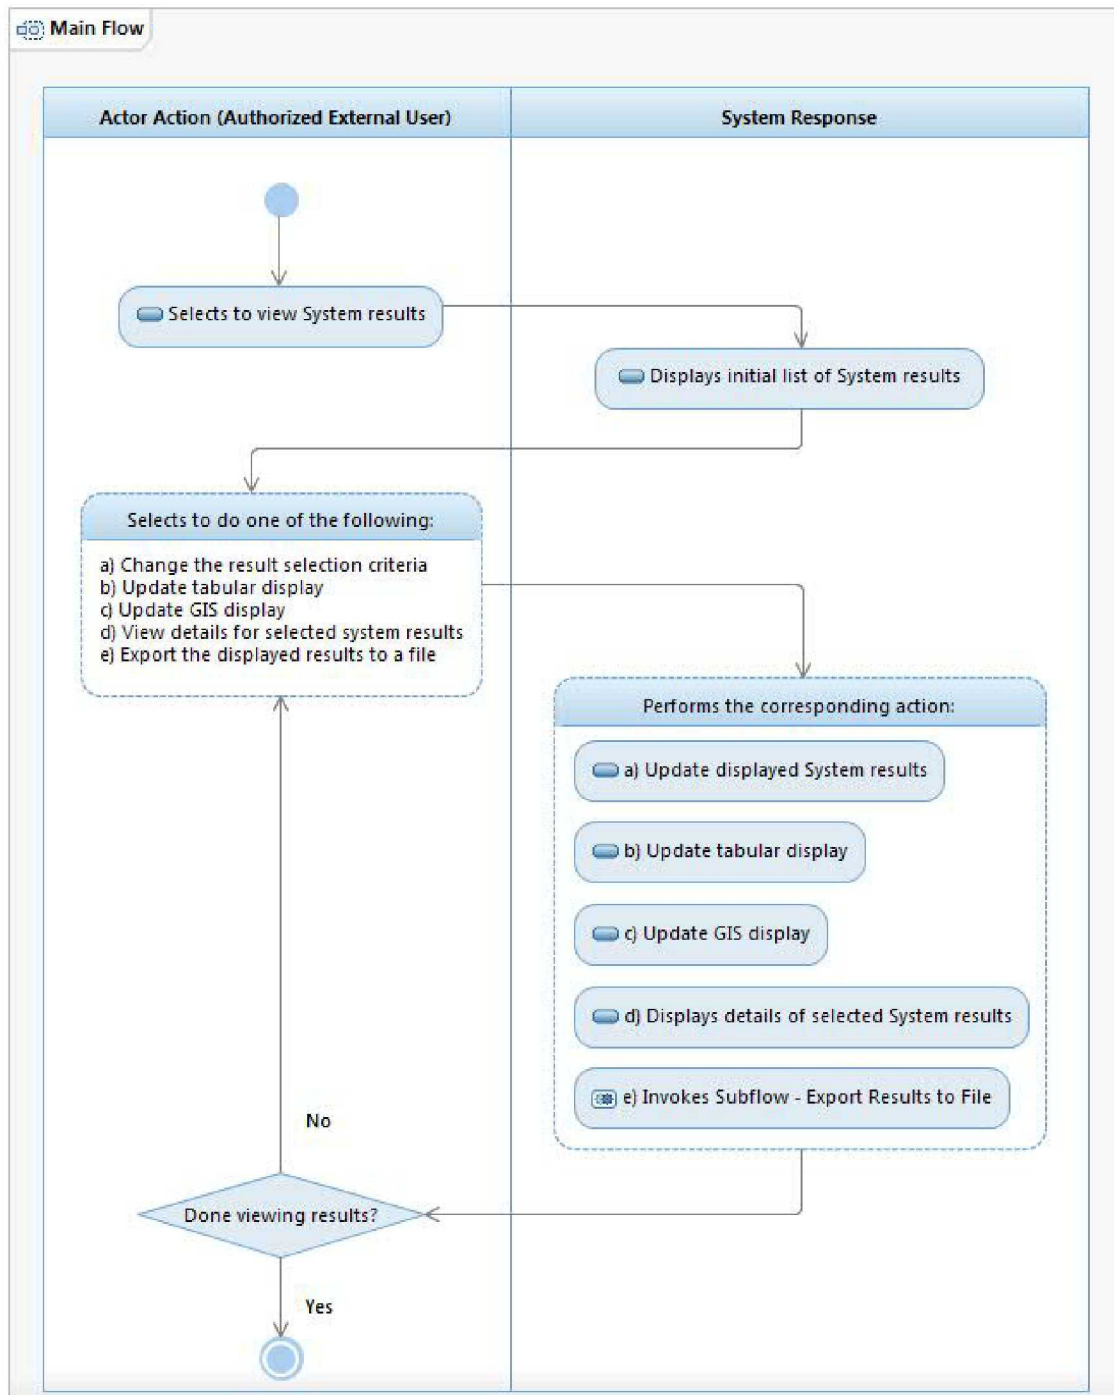 Main Flow
Actor Action (Authorized External User)
System Response
Selects to view System results
Displays initial list of System results
Selects to do one of the following:
a) Change the result selection criteria
b) Update tabular display
c) Update GIS display
d) View details for selected system results
e) Export the displayed results to a file
Performs the corresponding action:
a) Update displayed System results
b) Update tabular display
c) Update GIS display
d) Displays details of selected System results
e) Invokes Subflow - Export Results to File
No
Done viewing results?
Yes